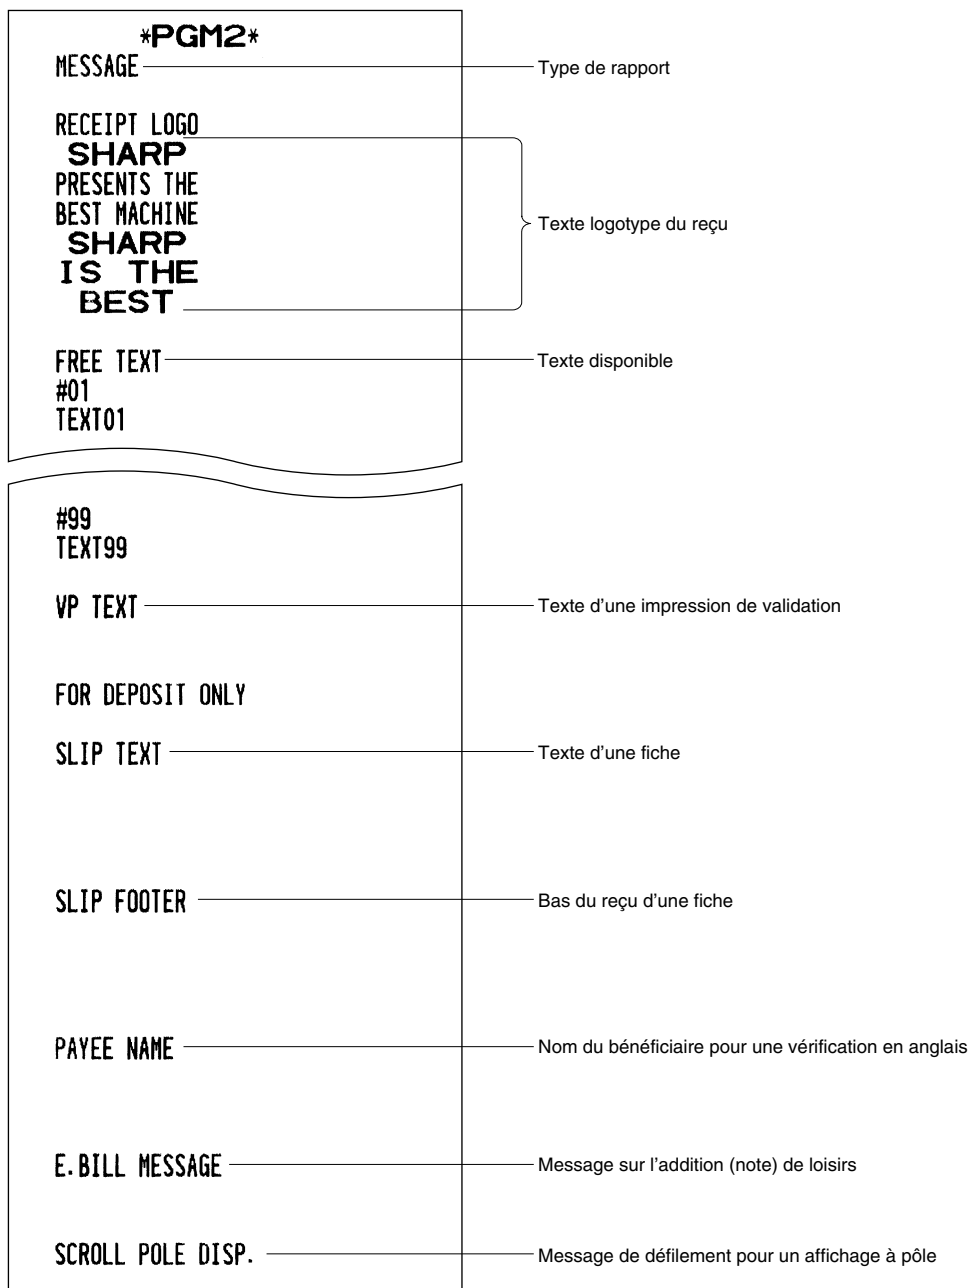 *PGM2*
MESSAGE
Type de rapport
RECEIPT LOGO
SHARP
PRESENTS THE
BEST MACHINE
SHARP
IS THE
BEST
Texte logotype du reçu
FREE TEXT
Texte disponible
#01
TEXT01
#99
TEXT99
VP TEXT
Texte d'une impression de validation
FOR DEPOSIT ONLY
SLIP TEXT
Texte d'une fiche
SLIP FOOTER
Bas du reçu d'une fiche
PAYEE NAME
Nom du bénéficiaire pour une vérification en anglais
E.BILL MESSAGE
Message sur l'addition (note) de loisirs
SCROLL POLE DISP.
Message de défilement pour un affichage à pôle